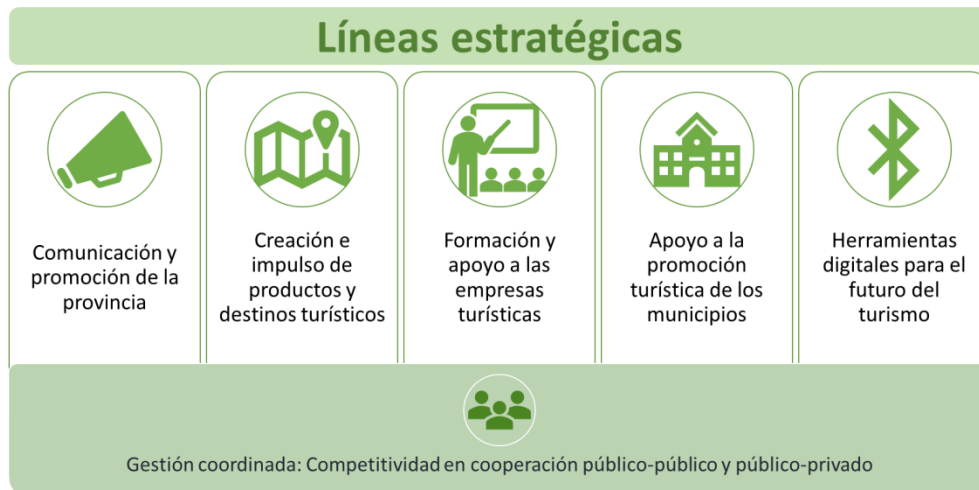 Líneas estratégicas
Comunicación y
promoción de la
provincia
Creación e
impulso de
productos y
destinos turísticos
Formación y
apoyo a las
empresas
turísticas
Apoyo a la
promoción
turística de los
municipios
Herramientas
digitales para el
futuro del
turismo
Gestión coordinada: Competitividad en cooperación público-público y público-privado